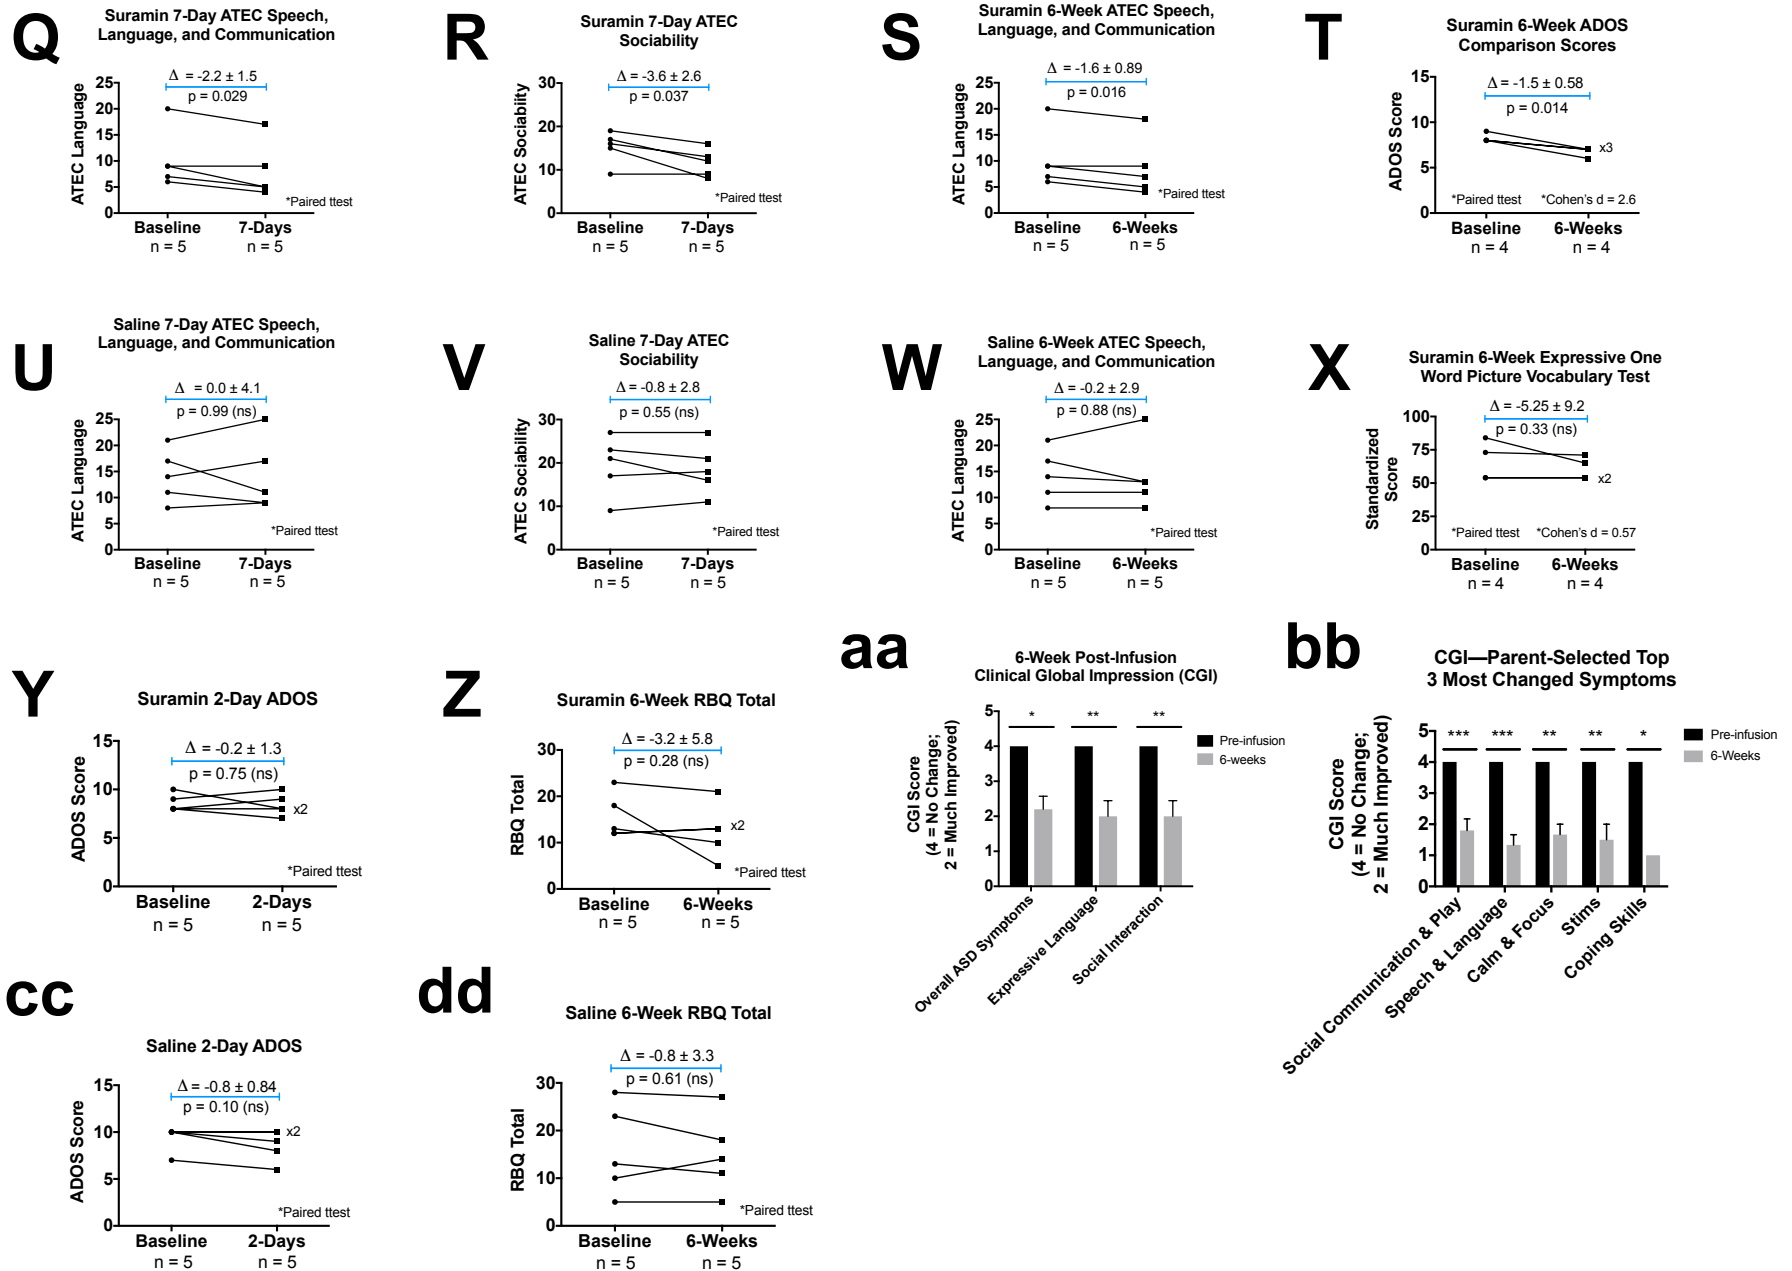 Q
Suramin 7-Day ATEC Speech,
Language, and Communication
Δ = -2.2 ± 1.5
p = 0.029
ATEC Language
25
20
15
10
5
0
*Paired ttest
Baseline
7-Days
n = 5
n = 5
R
Suramin 7-Day ATEC
Sociability
Δ = -3.6 ± 2.6
p = 0.037
ATEC Sociability
30
20
10
0
*Paired ttest
Baseline
7-Days
n = 5
n = 5
S
Suramin 6-Week ATEC Speech,
Language, and Communication
Δ = -1.6 ± 0.89
p = 0.016
ATEC Language
25
20
15
10
5
0
*Paired ttest
Baseline
6-Weeks
n = 5
n = 5
T
Suramin 6-Week ADOS
Comparison Scores
Δ = -1.5 ± 0.58
p = 0.014
ADOS Score
15
10
5
0
x3
*Paired ttest
*Cohen's d = 2.6
Baseline
6-Weeks
n = 4
n = 4
U
Saline 7-Day ATEC Speech,
Language, and Communication
Δ = 0.0 ± 4.1
p = 0.99 (ns)
ATEC Language
25
20
15
10
5
0
*Paired ttest
Baseline
7-Days
n = 5
n = 5
V
Saline 7-Day ATEC
Sociability
Δ = -0.8 ± 2.8
p = 0.55 (ns)
ATEC Sociability
30
20
10
0
*Paired ttest
Baseline
7-Days
n = 5
n = 5
W
Saline 6-Week ATEC Speech,
Language, and Communication
Δ = -0.2 ± 2.9
p = 0.88 (ns)
ATEC Language
25
20
15
10
5
0
*Paired ttest
Baseline
6-Weeks
n = 5
n = 5
X
Suramin 6-Week Expressive One
Word Picture Vocabulary Test
Δ = -5.25 ± 9.2
p = 0.33 (ns)
Standardized
Score
100
75
50
25
0
x2
*Paired ttest
*Cohen's d = 0.57
Baseline
6-Weeks
n = 4
n = 4
Y
Suramin 2-Day ADOS
Δ = -0.2 ± 1.3
p = 0.75 (ns)
ADOS Score
15
10
5
0
x2
*Paired ttest
Baseline
2-Days
n = 5
n = 5
Z
Suramin 6-Week RBQ Total
Δ = -3.2 ± 5.8
p = 0.28 (ns)
RBQ Total
30
20
10
0
x2
*Paired ttest
Baseline
6-Weeks
n = 5
n = 5
aa
6-Week Post-Infusion
Clinical Global Impression (CGI)
CGI Score
(4 = No Change;
2 = Much Improved)
5
4
3
2
1
0
*
**
**
Pre-infusion
6-weeks
Overall ASD Symptoms
Expressive Language
Social Interaction
bb
CGI—Parent-Selected Top
3 Most Changed Symptoms
CGI Score
(4 = No Change;
2 = Much Improved)
5
4
3
2
1
0
***
***
**
**
*
Pre-infusion
6-Weeks
Social Communication & Play
Speech & Language
Calm & Focus
Stims
Coping Skills
cc
Saline 2-Day ADOS
Δ = -0.8 ± 0.84
p = 0.10 (ns)
ADOS Score
15
10
5
0
x2
*Paired ttest
Baseline
2-Days
n = 5
n = 5
dd
Saline 6-Week RBQ Total
Δ = -0.8 ± 3.3
p = 0.61 (ns)
RBQ Total
30
20
10
0
*Paired ttest
Baseline
6-Weeks
n = 5
n = 5